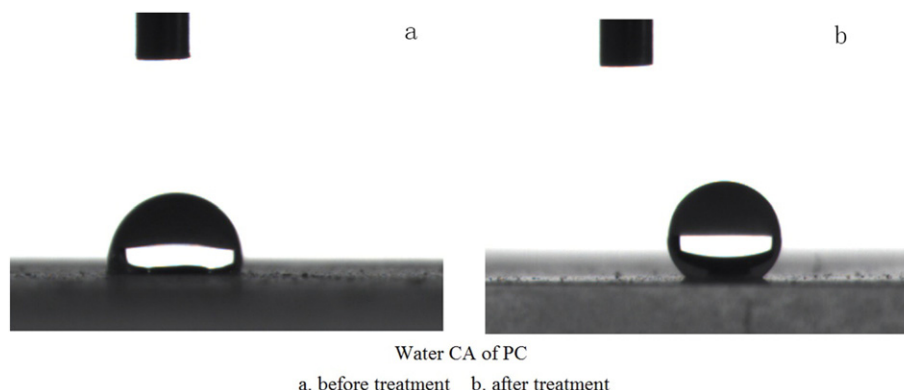 a
b
Water CA of PC
a. before treatment b. after treatment